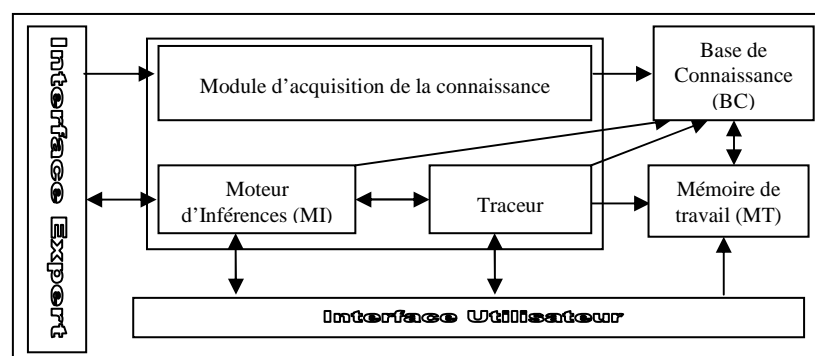 Interface Expert
Module d'acquisition de la connaissance
Base de
Connaissance
(BC)
Moteur
d'Inférences (MI)
Traceur
Mémoire de
travail (MT)
Interface Utilisateur